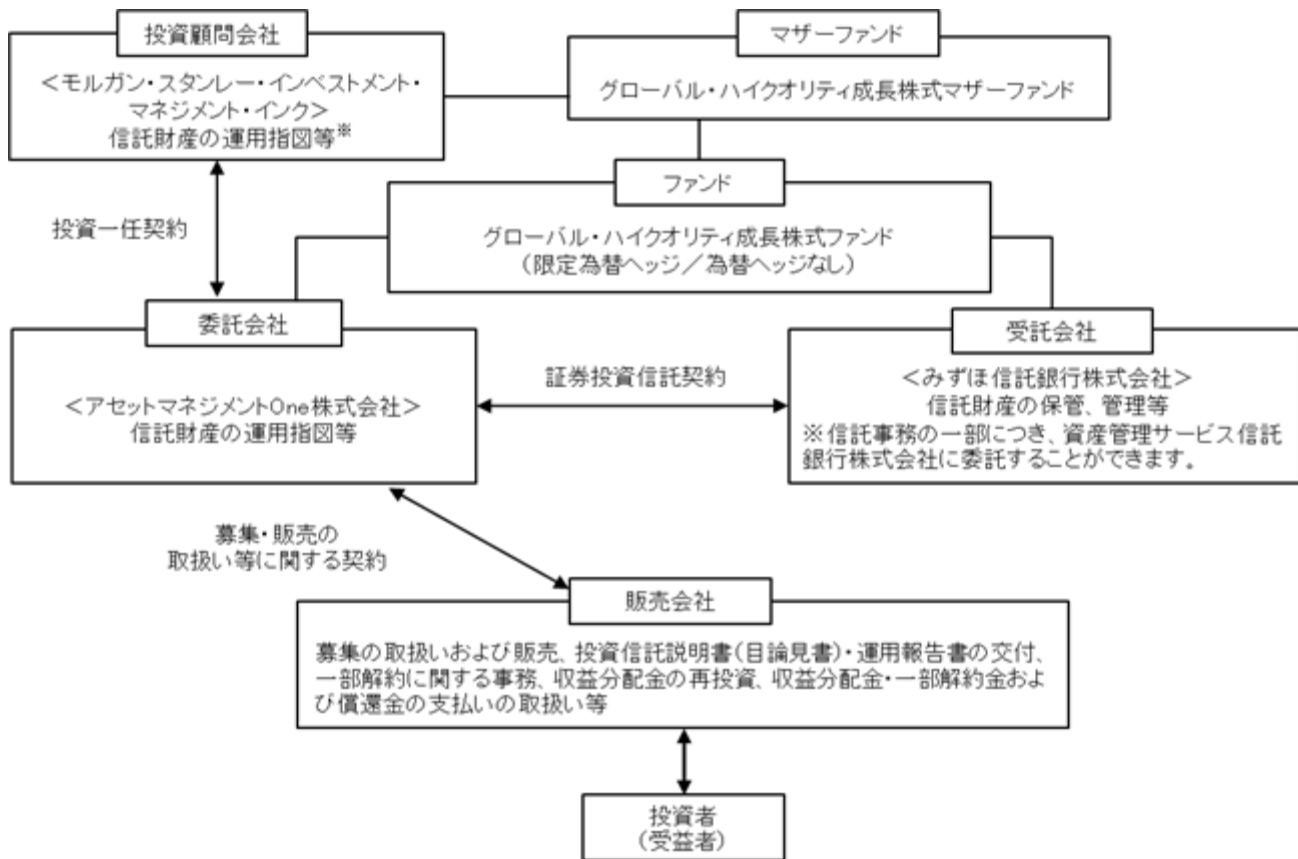 投資顧問会社
<モルガン・スタンレー・インベストメント・
マネジメント・インク>
信託財産の運用指図等※
マザーファンド
グローバル・ハイクオリティ成長株式マザーファンド
ファンド
グローバル・ハイクオリティ成長株式ファンド
(限定為替ヘッジ/為替ヘッジなし)
投資一任契約
委託会社
<アセットマネジメントOne株式会社>
信託財産の運用指図等
証券投資信託契約
受託会社
<みずほ信託銀行株式会社>
信託財産の保管、管理等
※信託事務の一部につき、資産管理サービス信託
銀行株式会社に委託することができます。
募集・販売の
取扱い等に関する契約
販売会社
募集の取扱いおよび販売、投資信託説明書(目論見書)・運用報告書の交付、
一部解約に関する事務、収益分配金の再投資、収益分配金・一部解約金およ
び償還金の支払いの取扱い等
投資者
(受益者)